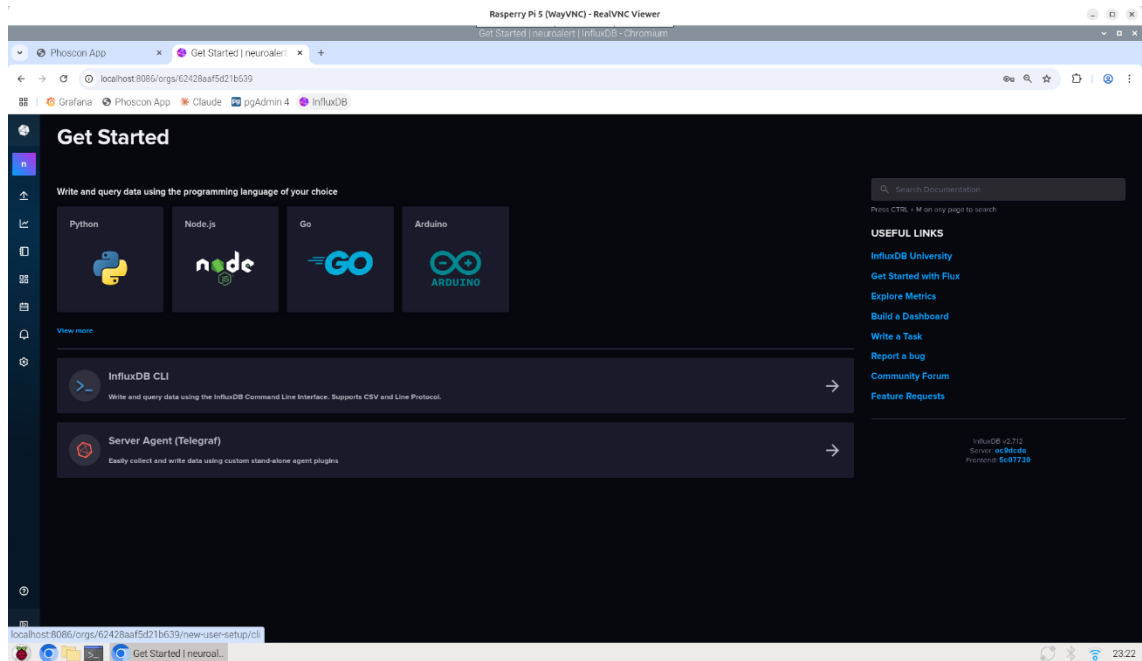 Rasperry Pi 5 (WayVNC) - RealVNC Viewer
Get Started | neuroalert | InfluxDB - Chromium
Phoscon App
Get Started | neuroalert
localhost:8086/orgs/62428aaf5d21b639
Grafana Phoscon App Claude pgAdmin 4 InfluxDB
Get Started
n
Write and query data using the programming language of your choice
Python Node.js Go Arduino
node
JS
GO
ARDUINO
View more
InfluxDB CLI
Write and query data using the InfluxDB Command Line Interface. Supports CSV and Line Protocol.
Server Agent (Telegraf)
Easily collect and write data using custom stand-alone agent plugins
Search Documentation
Press CTRL + M on any page to search
USEFUL LINKS
InfluxDB University
Get Started with Flux
Explore Metrics
Build a Dashboard
Write a Task
Report a bug
Community Forum
Feature Requests
InfluxDB v2.7.12
Server: ec9dcde
Frontend: 5c07739
localhost:8086/orgs/62428aaf5d21b639/new-user-setup/cli
Get Started | neuroal...
23:22